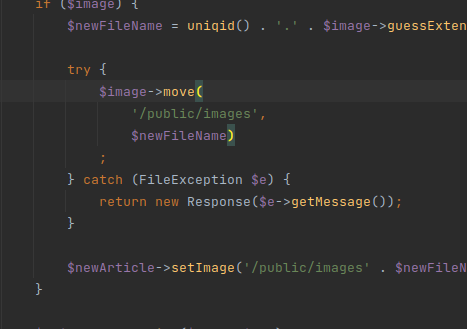 if ($image) {
$newFileName = uniqid() . '.' . $image->guessExten
try {
$image->move(
'/public/images',
$newFileName)
;
} catch (FileException $e) {
return new Response($e->getMessage());
}
$newArticle->setImage('/public/images' . $newFileN
}